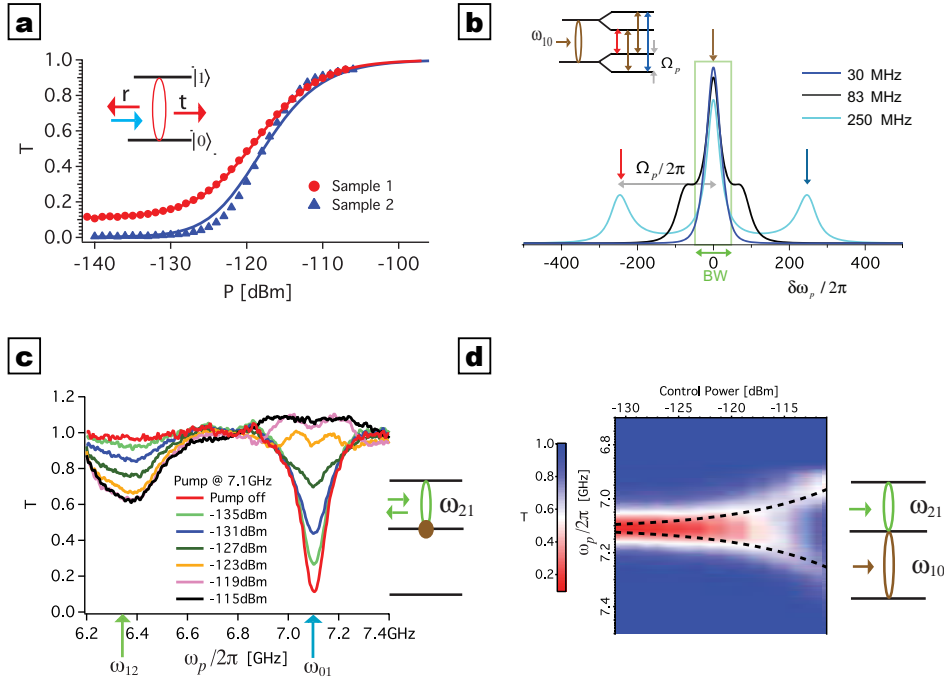 a
1.0
0.8
0.6
0.4
0.2
0.0
T
|1⟩
r
t
|0⟩
Sample 1
Sample 2
-140
-130
-120
-110
-100
P [dBm]
b
ω10
Ωp
30 MHz
83 MHz
250 MHz
Ωp/2π
-500
-200
0
200
500
BW
δωp/2π
c
1.2
1.0
0.8
0.6
0.4
0.2
0.0
T
Pump @ 7.1GHz
Pump off
-135dBm
-131dBm
-127dBm
-123dBm
-119dBm
-115dBm
ω21
6.2
6.4
6.6
6.8
7.0
7.2
7.4GHz
ω12
ωp/2π [GHz]
ω01
d
Control Power [dBm]
-130
-125
-120
-115
1.0
0.8
0.6
0.4
0.2
T
ωp/2π [GHz]
6.8
7.0
7.2
7.4
ω21
ω10